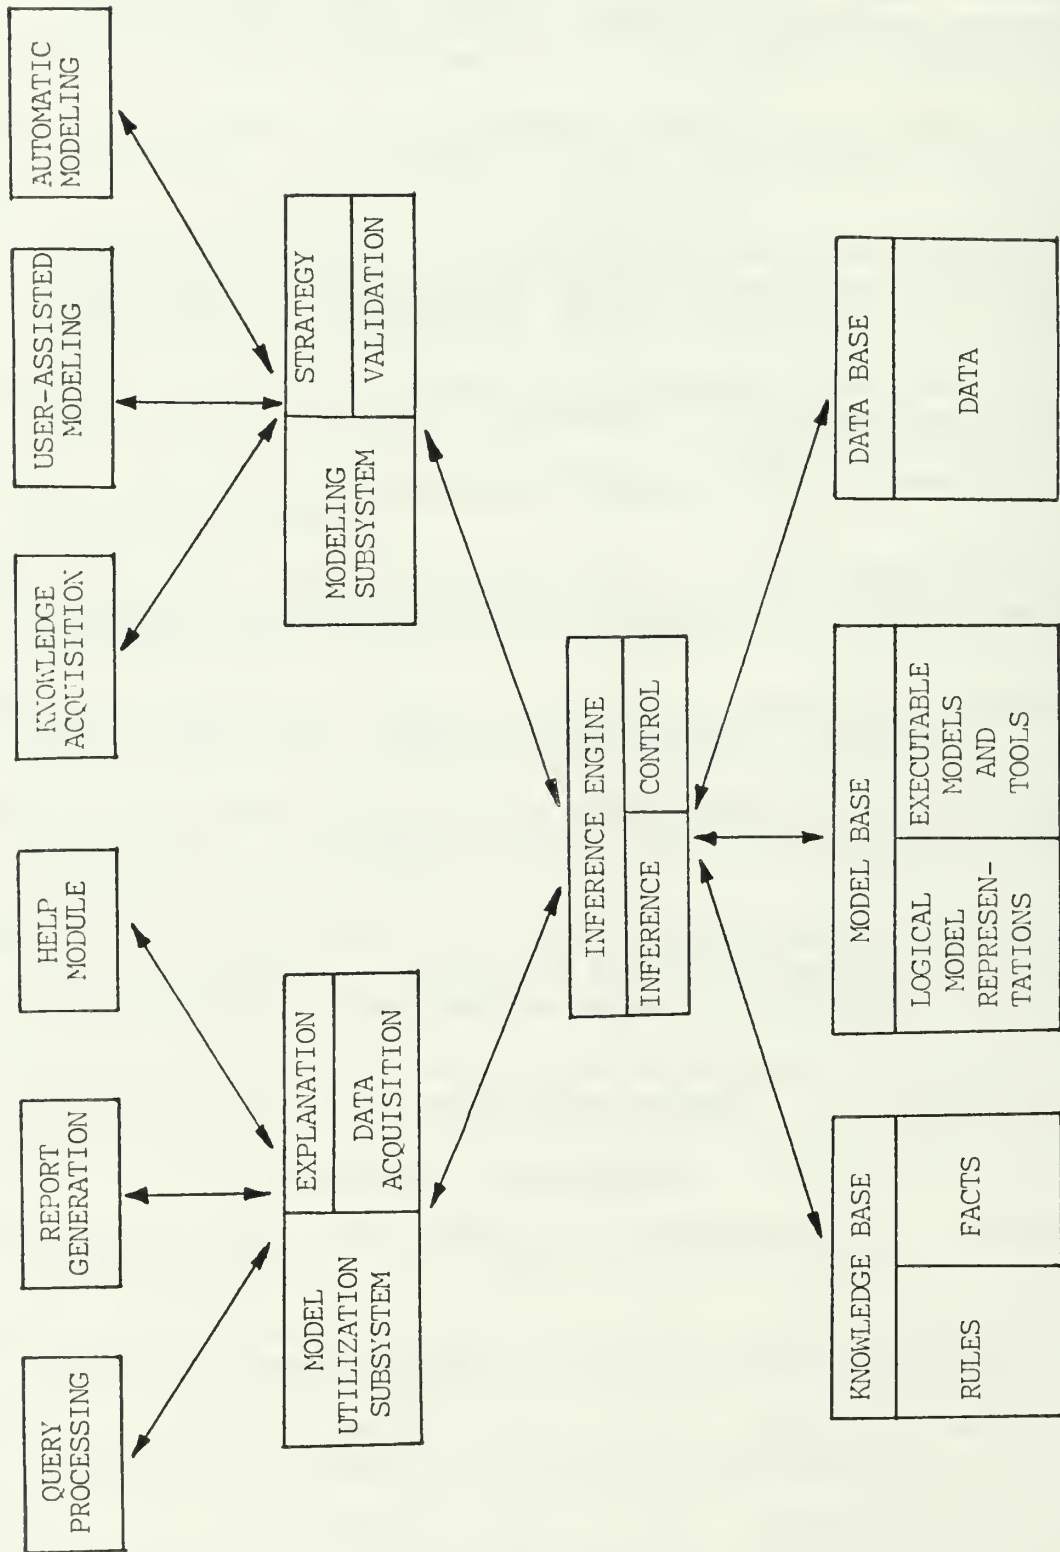 QUERY
PROCESSING
REPORT
GENERATION
HELP
MODULE
KNOWLEDGE
ACQUISITION
USER-ASSISTED
MODELING
AUTOMATIC
MODELING
MODEL
UTILIZATION
SUBSYSTEM
EXPLANATION
DATA
ACQUISITION
MODELING
SUBSYSTEM
STRATEGY
VALIDATION
INFERENCE ENGINE
INFERENCE
CONTROL
KNOWLEDGE BASE
RULES
FACTS
MODEL BASE
LOGICAL
MODEL
REPRESEN-
TATIONS
EXECUTABLE
MODELS
AND
TOOLS
DATA BASE
DATA